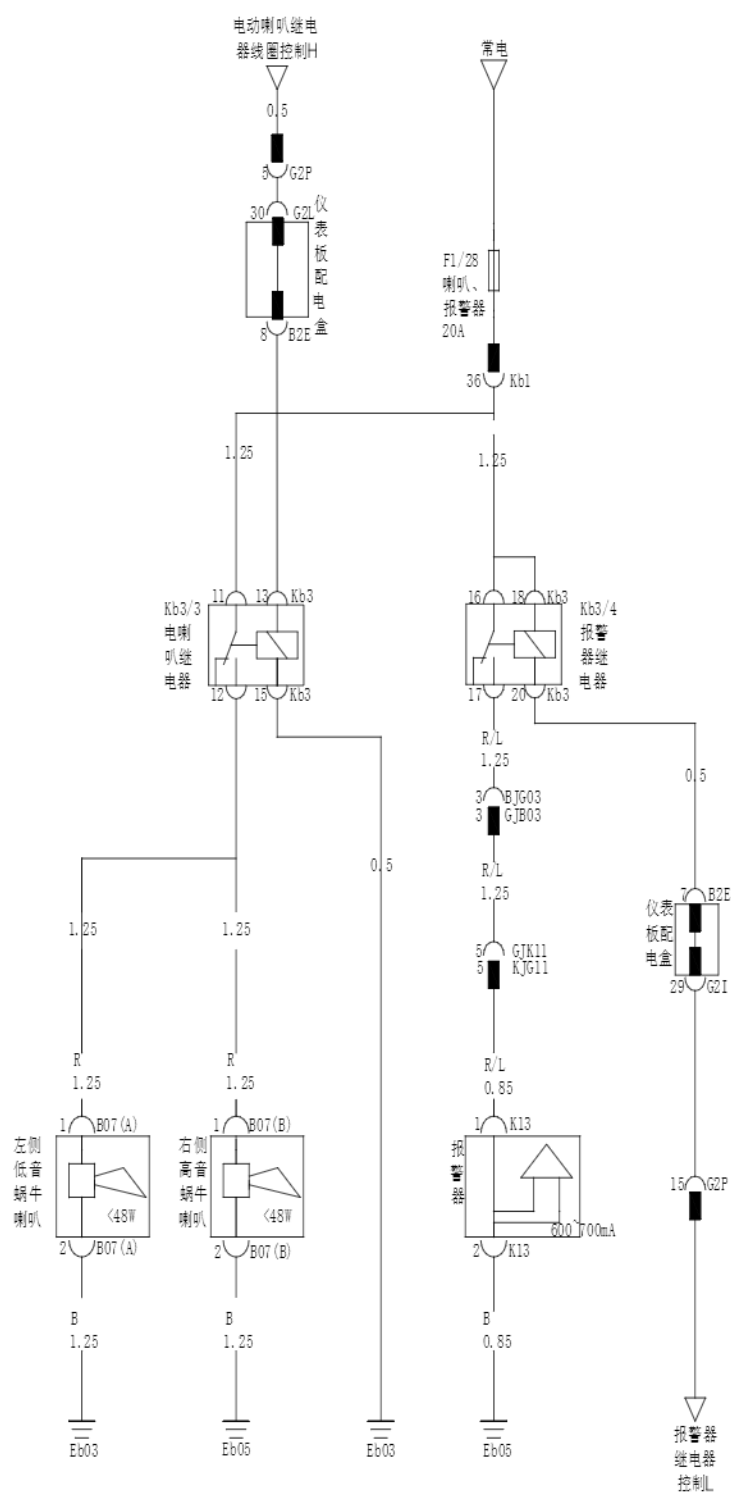 电动喇叭继电
器线圈控制H
常电
0.5
5
G2P
30
G2L
仪
表
板
配
电
盒
8
B2E
F1/28
喇叭、
报警器
20A
36
Kb1
1.25
1.25
Kb3/3
电喇
叭继
电器
11
13
Kb3
12
15
Kb3
16
18
Kb3
17
20
Kb3
Kb3/4
报警
器继
电器
R/L
1.25
0.5
3
BJG03
3
GJB03
0.5
R/L
1.25
7
B2E
仪表
板配
电盒
29
G2I
1.25
1.25
5
GJK11
5
KJG11
R
1.25
R
1.25
R/L
0.85
1
B07(A)
左侧
低音
蜗牛
喇叭
<48W
2
B07(A)
1
B07(B)
右侧
高音
蜗牛
喇叭
<48W
2
B07(B)
1
K13
报
警
器
600~700mA
2
K13
15
G2P
B
1.25
B
1.25
B
0.85
Eb03
Eb05
Eb03
Eb05
报警器
继电器
控制L